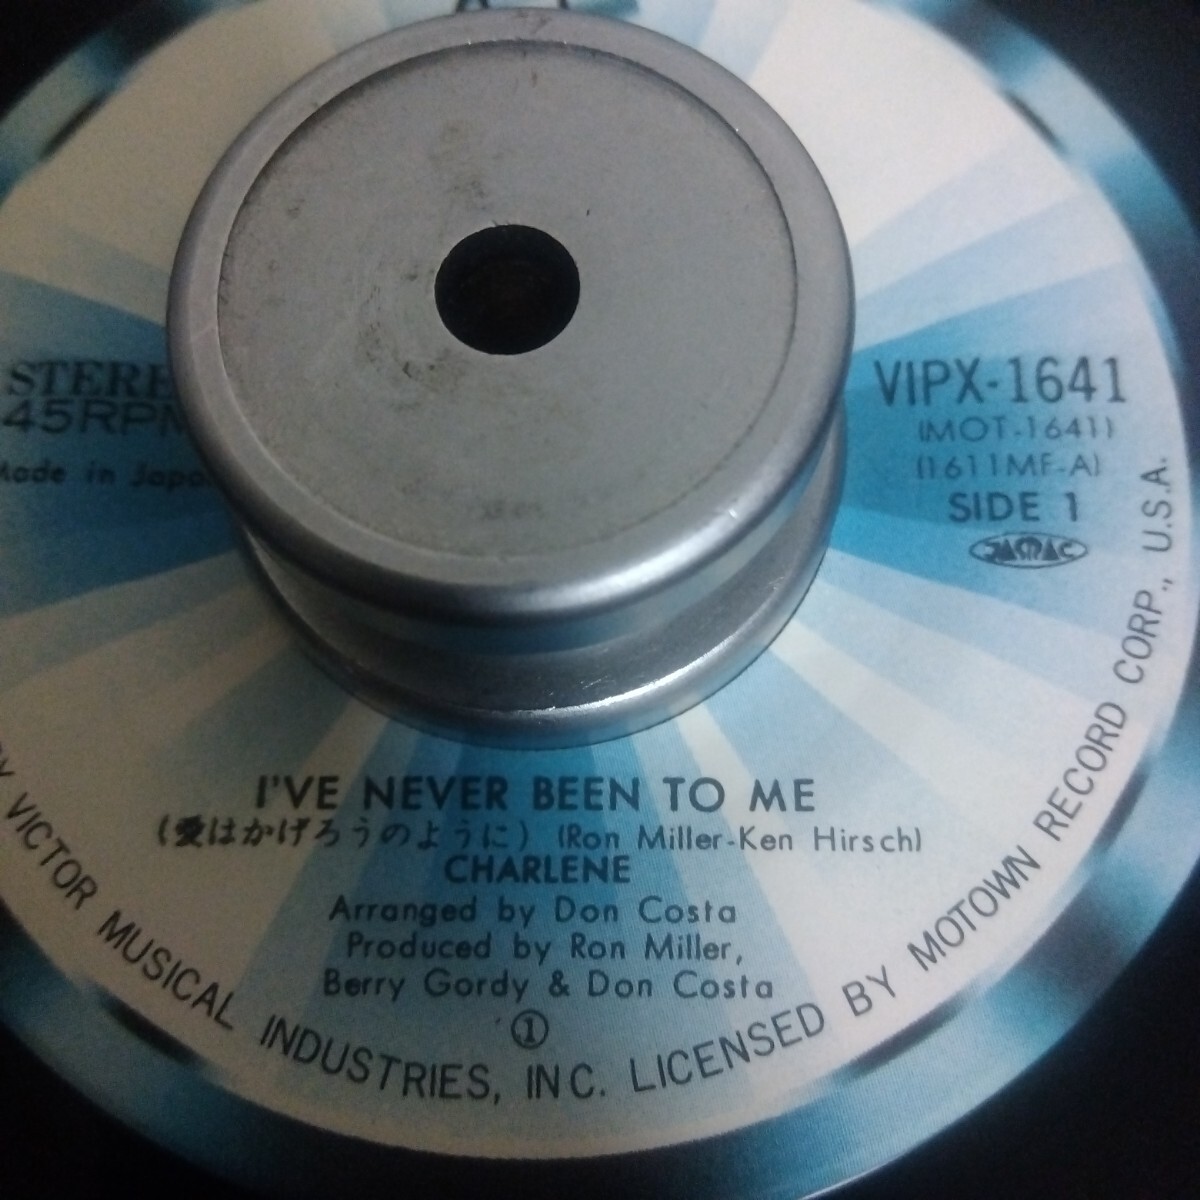 STERE
45RPM
Made in Japa
VIPX-1641
(MOT-1641)
(1611MF-A)
SIDE 1
JASRAC
I'VE NEVER BEEN TO ME
(愛はかげろうのように) (Ron Miller-Ken Hirsch)
CHARLENE
Arranged by Don Costa
Produced by Ron Miller,
Berry Gordy & Don Costa
①
BY VICTOR MUSICAL INDUSTRIES, INC. LICENSED BY MOTOWN RECORD CORP., U.S.A.